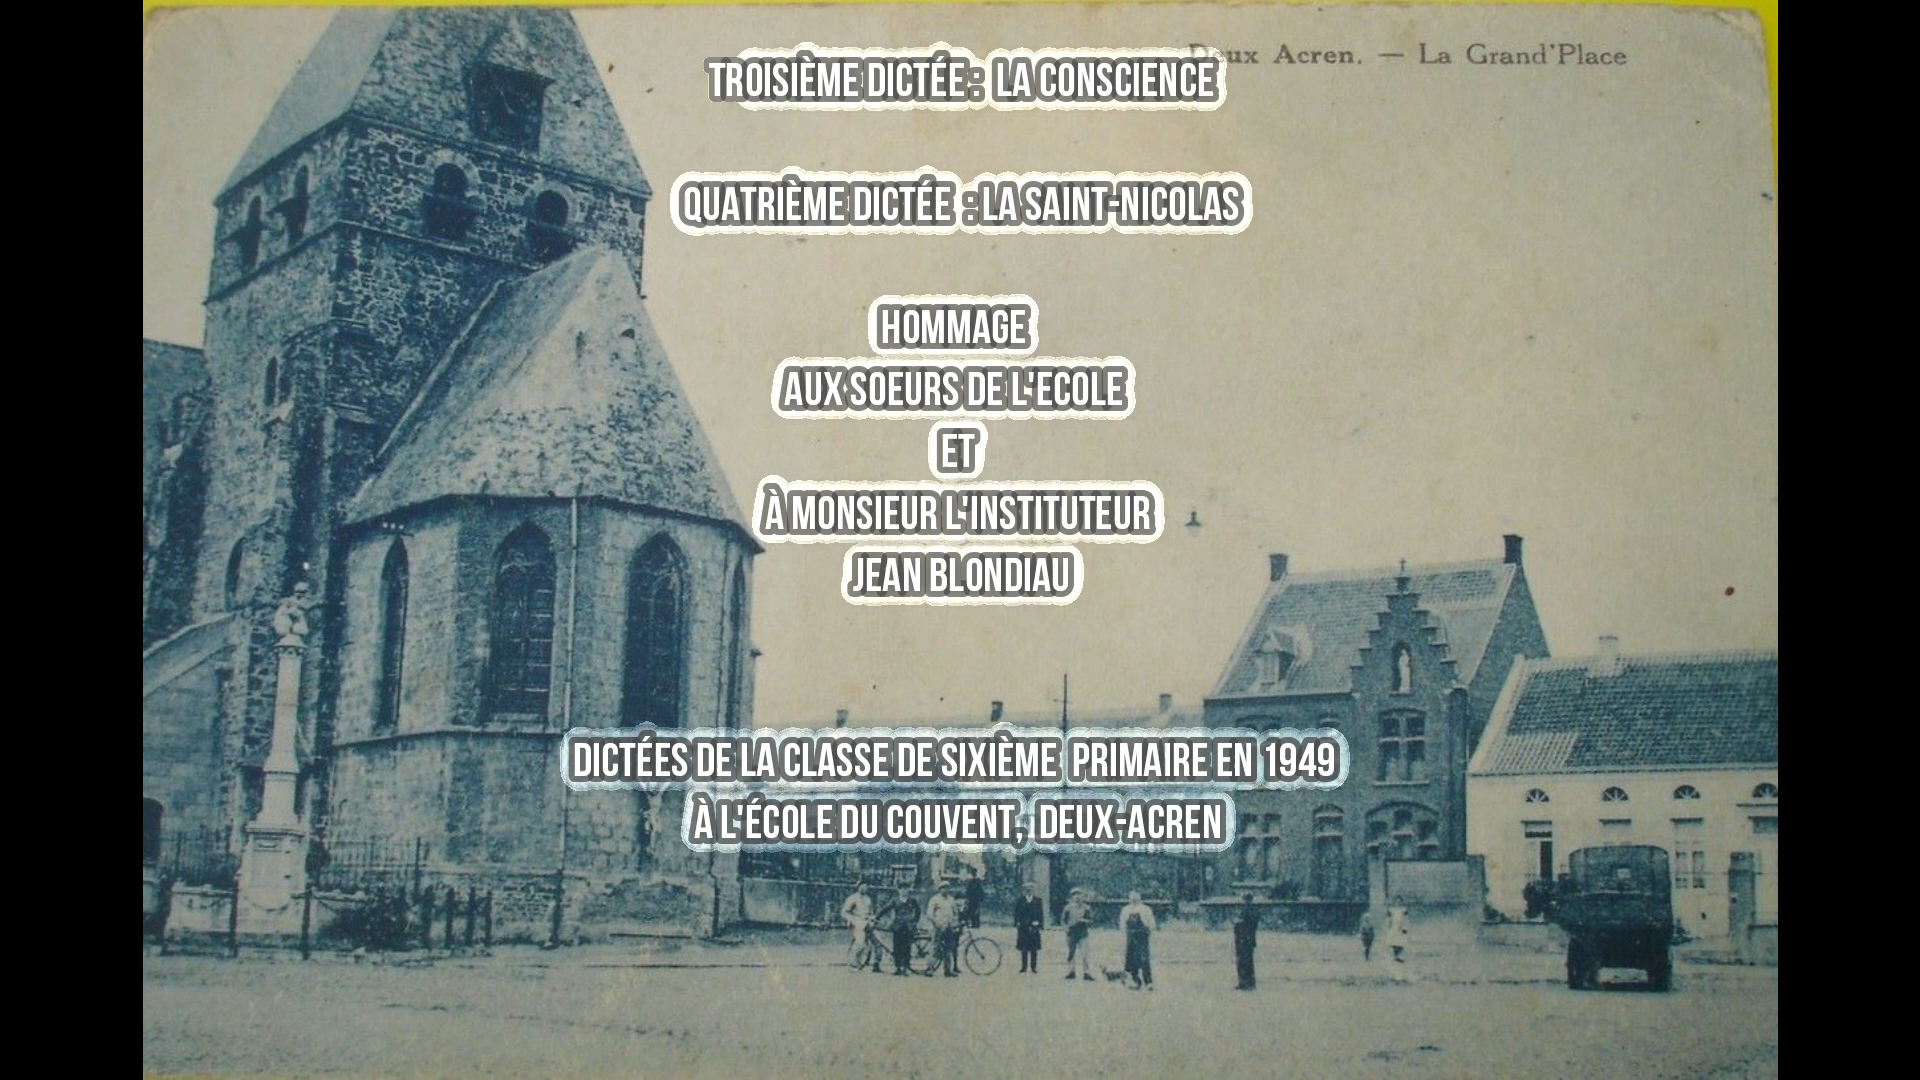 Deux Acren. — La Grand'Place
TROISIÈME DICTÉE : LA CONSCIENCE
QUATRIÈME DICTÉE : LA SAINT-NICOLAS
HOMMAGE
AUX SOEURS DE L'ECOLE
ET
À MONSIEUR L'INSTITUTEUR
JEAN BLONDIAU
DICTÉES DE LA CLASSE DE SIXIÈME PRIMAIRE EN 1949
À L'ÉCOLE DU COUVENT, DEUX-ACREN